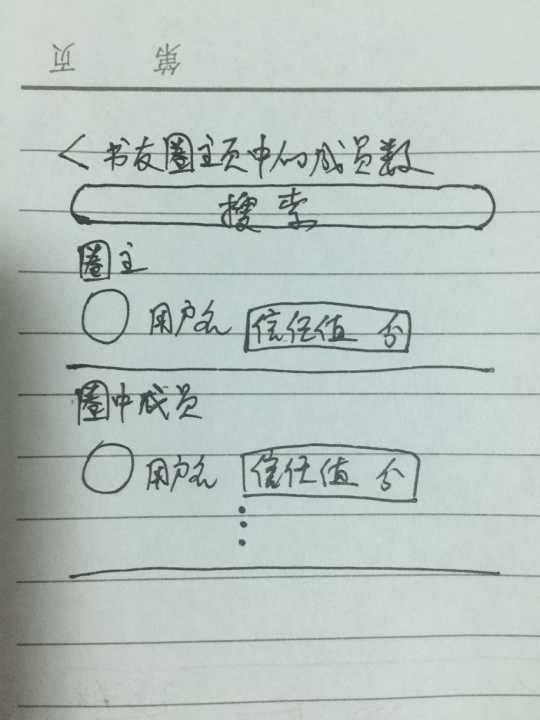 第 页
< 书友圈主页中的成员数
搜索
圈主
用户名 信任值 分
圈中成员
用户名 信任值 分